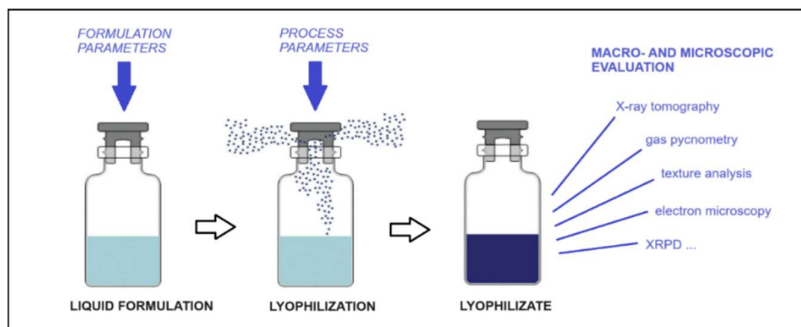 FORMULATION
PARAMETERS
PROCESS
PARAMETERS
MACRO- AND MICROSCOPIC
EVALUATION
X-ray tomography
gas pycnometry
texture analysis
electron microscopy
XRPD ...
LIQUID FORMULATION
LYOPHILIZATION
LYOPHILIZATE